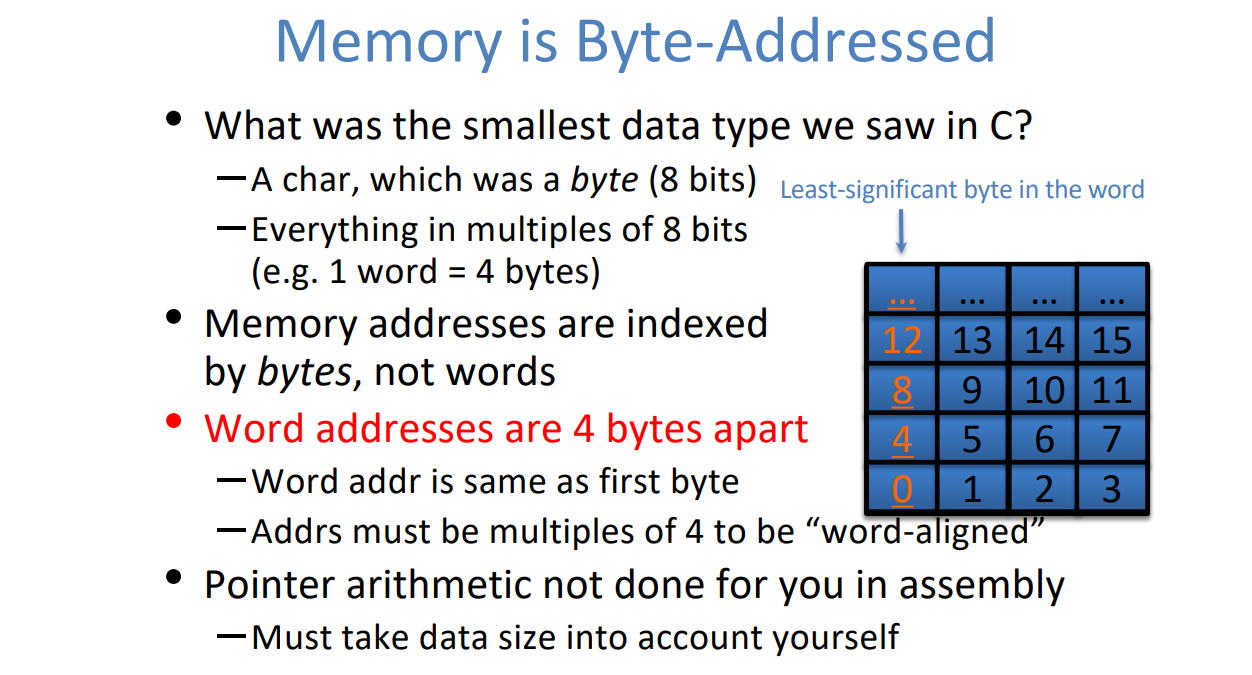 Memory is Byte-Addressed
• What was the smallest data type we saw in C?
—A char, which was a byte (8 bits)
—Everything in multiples of 8 bits
(e.g. 1 word = 4 bytes)
• Memory addresses are indexed
by bytes, not words
• Word addresses are 4 bytes apart
—Word addr is same as first byte
—Addrs must be multiples of 4 to be “word-aligned”
• Pointer arithmetic not done for you in assembly
—Must take data size into account yourself
Least-significant byte in the word
... ... ... ...
12 13 14 15
8 9 10 11
4 5 6 7
0 1 2 3